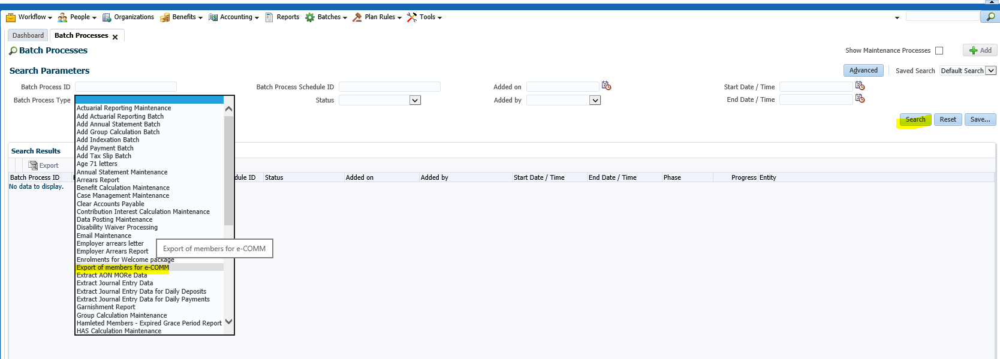 Workflow People Organizations Benefits Accounting Reports Batches Plan Rules Tools
Dashboard Batch Processes
Batch Processes
Show Maintenance Processes Add
Search Parameters
Advanced Saved Search Default Search
Batch Process ID Batch Process Schedule ID Added on Start Date / Time
Batch Process Type Status Added by End Date / Time
Search Reset Save...
Actuarial Reporting Maintenance
Add Actuarial Reporting Batch
Add Annual Statement Batch
Add Group Calculation Batch
Add Indexation Batch
Add Payment Batch
Add Tax Slip Batch
Age 71 letters
Annual Statement Maintenance
Arrears Report
Benefit Calculation Maintenance
Case Management Maintenance
Clear Accounts Payable
Contribution Interest Calculation Maintenance
Data Posting Maintenance
Disability Waiver Processing
Email Maintenance
Employer arrears letter
Employer Arrears Report
Enrolments for Welcome package
Export of members for e-COMM
Extract AON MORe Data
Extract Journal Entry Data
Extract Journal Entry Data for Daily Deposits
Extract Journal Entry Data for Daily Payments
Garnishment Report
Group Calculation Maintenance
Hamleted Members - Expired Grace Period Report
HAS Calculation Maintenance
Export of members for e-COMM
Search Results
Export
Batch Process ID ID Status Added on Added by Start Date / Time End Date / Time Phase Progress Entity
No data to display.